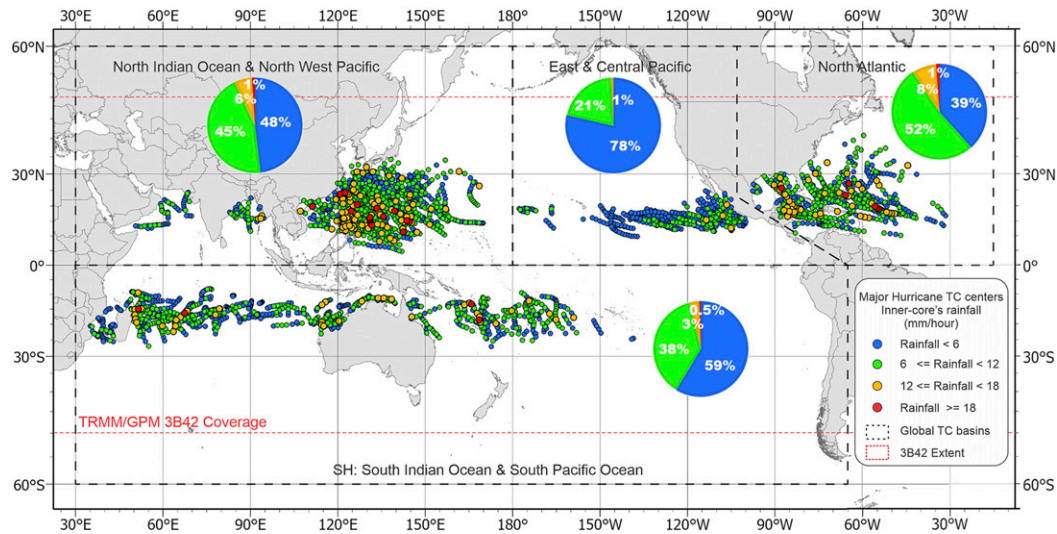 North Indian Ocean & North West Pacific
East & Central Pacific
North Atlantic
60°N
30°N
0°
30°S
60°S
60°N
30°N
0°
30°S
60°S
1%
6%
48%
45%
1%
21%
78%
1%
8%
39%
52%
0.5%
3%
38%
59%
TRMM/GPM 3B42 Coverage
SH: South Indian Ocean & South Pacific Ocean
Major Hurricane TC centers
Inner-core's rainfall
(mm/hour)
Rainfall < 6
6 <= Rainfall < 12
12 <= Rainfall < 18
Rainfall >= 18
Global TC basins
3B42 Extent
30°E 60°E 90°E 120°E 150°E 180° 150°W 120°W 90°W 60°W 30°W